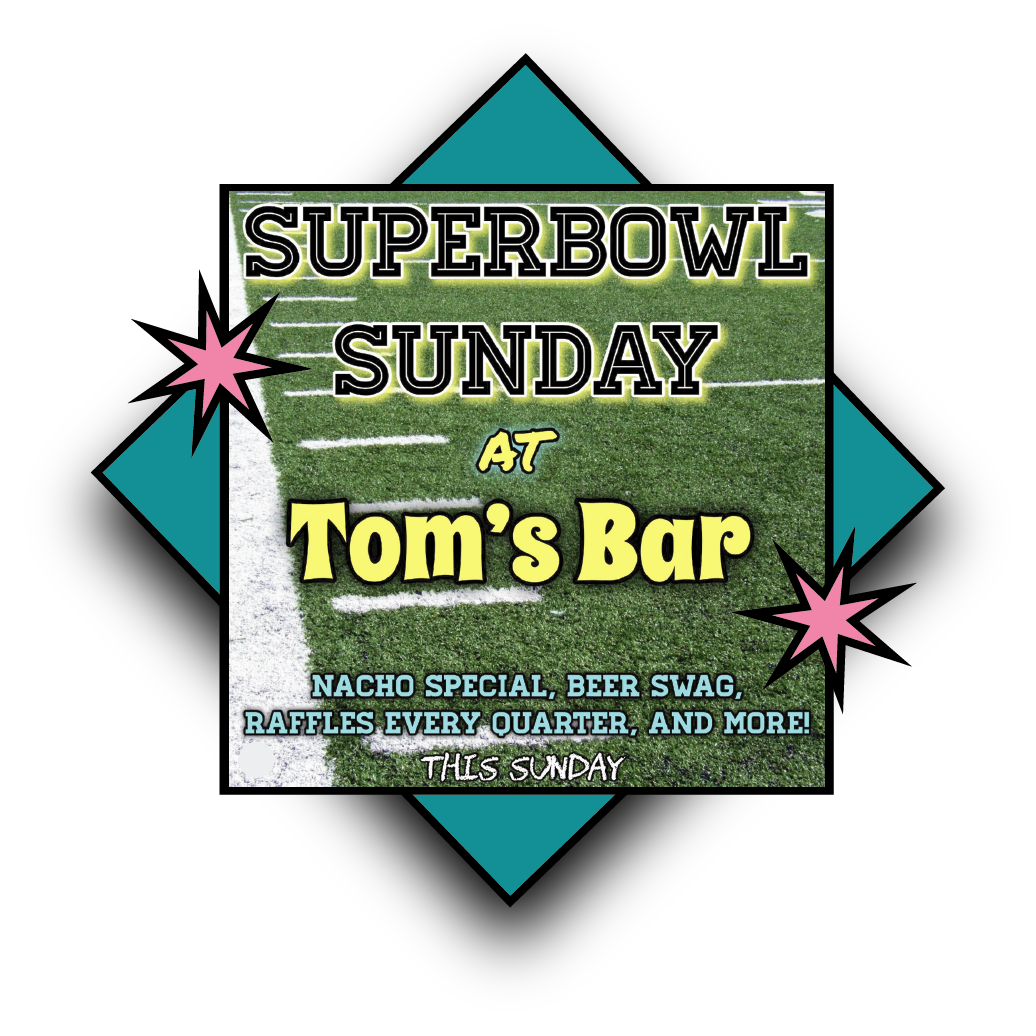 SUPERBOWL
SUNDAY
AT
Tom's Bar
NACHO SPECIAL, BEER SWAG,
RAFFLES EVERY QUARTER, AND MORE!
THIS SUNDAY